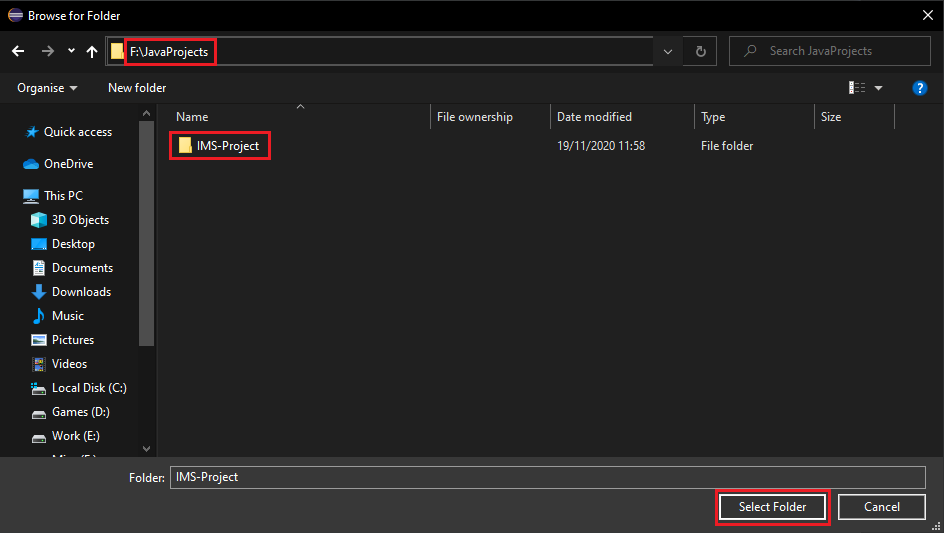 Browse for Folder
F:\JavaProjects
Search JavaProjects
Organise
New folder
?
Name
File ownership
Date modified
Type
Size
IMS-Project
19/11/2020 11:58
File folder
Quick access
OneDrive
This PC
3D Objects
Desktop
Documents
Downloads
Music
Pictures
Videos
Local Disk (C:)
Games (D:)
Work (E:)
Folder:
IMS-Project
Select Folder
Cancel